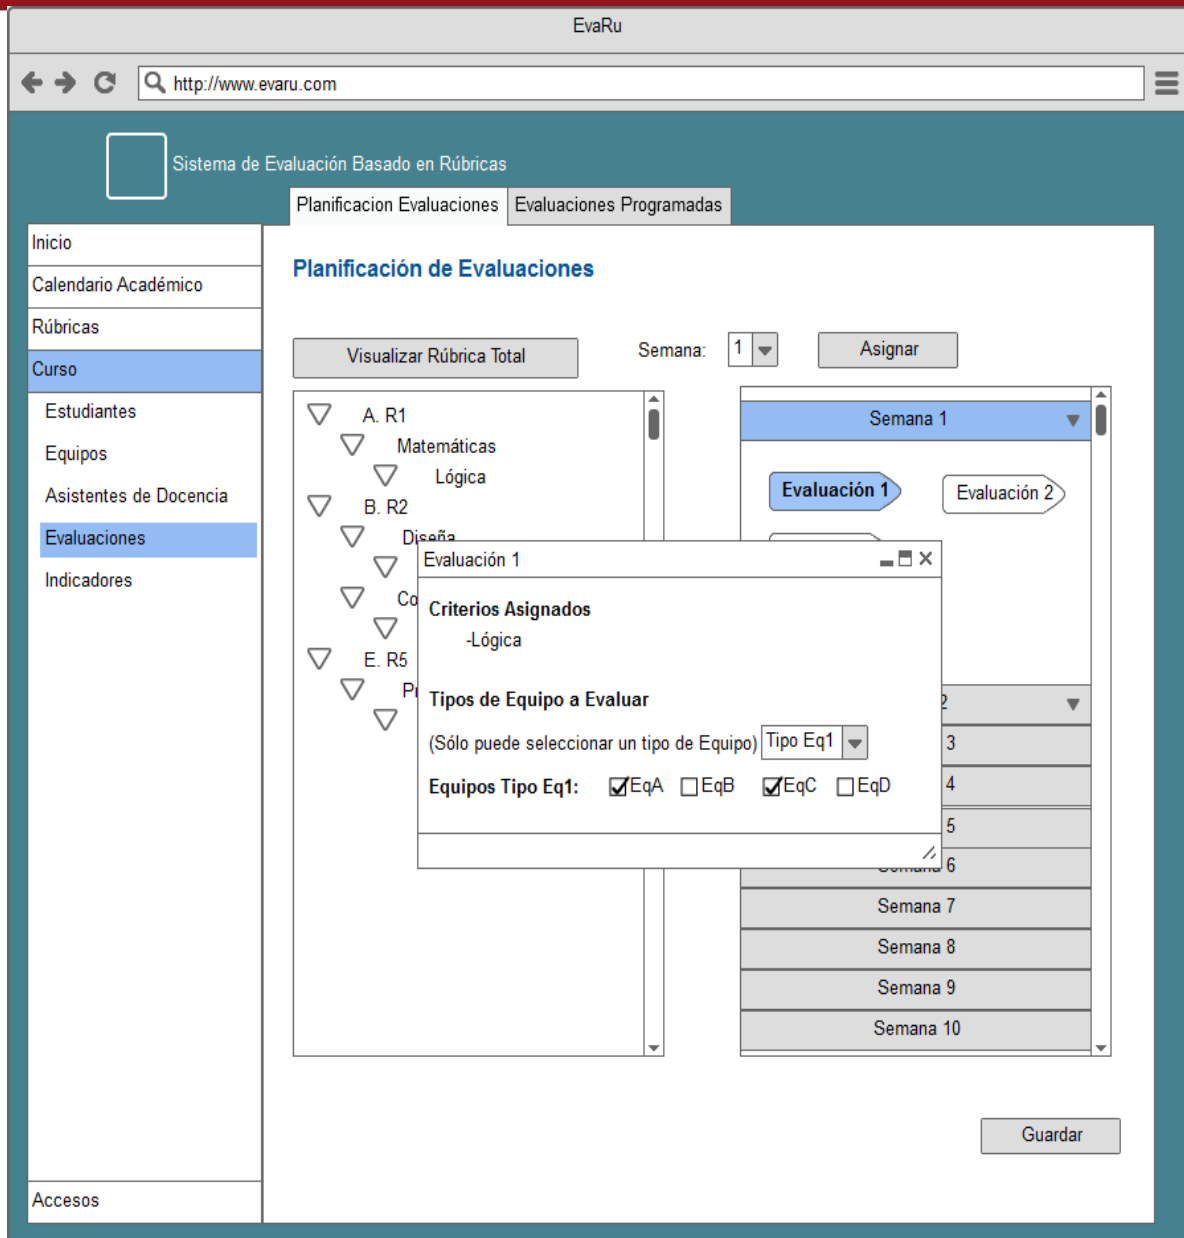 EvaRu
http://www.evaru.com
Sistema de Evaluación Basado en Rúbricas
Planificacion Evaluaciones
Evaluaciones Programadas
Inicio
Calendario Académico
Rúbricas
Curso
Estudiantes
Equipos
Asistentes de Docencia
Evaluaciones
Indicadores
Accesos
Planificación de Evaluaciones
Visualizar Rúbrica Total
Semana: 1
Asignar
A. R1
Matemáticas
Lógica
B. R2
Diseña
Co
E. R5
Semana 1
Evaluación 1
Evaluación 2
Evaluación 1
Criterios Asignados
-Lógica
Tipos de Equipo a Evaluar
(Sólo puede seleccionar un tipo de Equipo) Tipo Eq1
Equipos Tipo Eq1: EqA EqB EqC EqD
2
3
4
5
Semana 6
Semana 7
Semana 8
Semana 9
Semana 10
Guardar